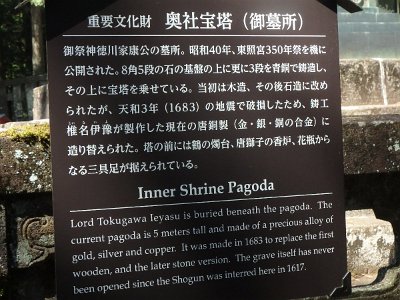 重要文化財 奥社宝塔（御墓所）
御祭神徳川家康公の墓所。昭和40年、東照宮350年祭を機に
公開された。8角5段の石の基盤の上に更に3段を青銅で鋳造し、
その上に宝塔を乗せている。当初は木造、その後石造に改め
られたが、天和3年（1683）の地震で破損したため、鋳工
椎名伊豫が製作した現在の唐銅製（金・銀・銅の合金）に
造り替えられた。塔の前には鶴の燭台、唐獅子の香炉、花瓶から
なる三具足が据えられている。
Inner Shrine Pagoda
Lord Tokugawa Ieyasu is buried beneath the pagoda. The
current pagoda is 5 meters tall and made of a precious alloy of
gold, silver and copper. It was made in 1683 to replace the first
wooden, and the later stone version. The grave itself has never
been opened since the Shogun was interred here in 1617.